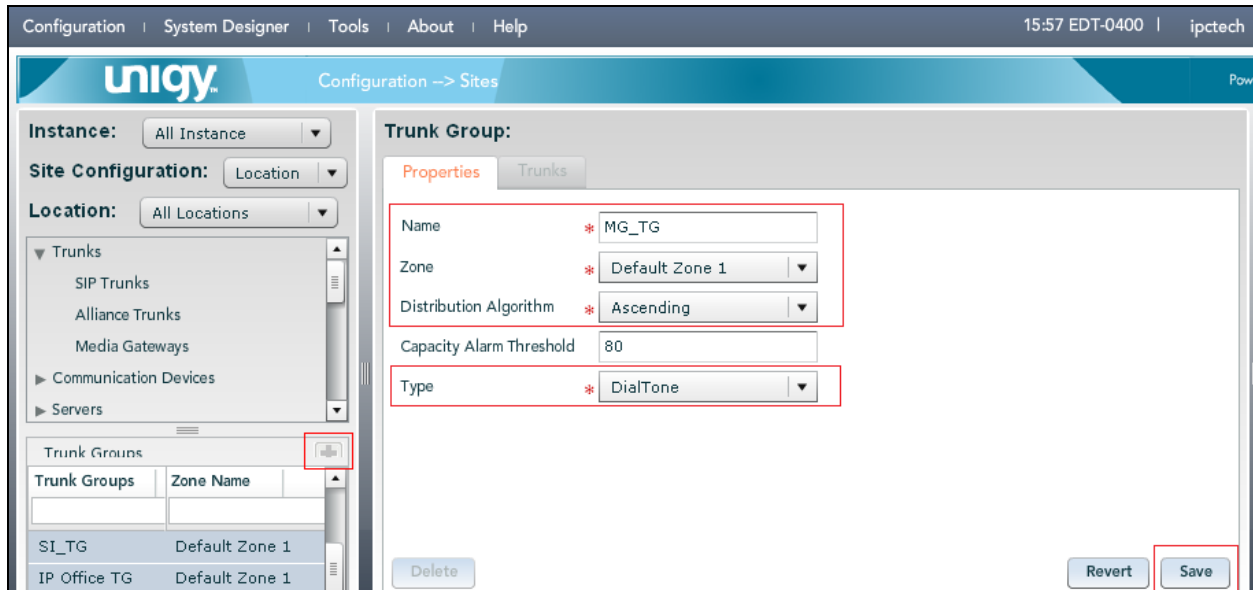 Configuration | System Designer | Tools | About | Help 15:57 EDT-0400 | ipctech
unigy Configuration --> Sites Pow
Instance: All Instance
Site Configuration: Location
Location: All Locations
Trunks
SIP Trunks
Alliance Trunks
Media Gateways
Communication Devices
Servers
Trunk Groups
Trunk Groups Zone Name
SI_TG Default Zone 1
IP Office TG Default Zone 1
Trunk Group:
Properties Trunks
Name * MG_TG
Zone * Default Zone 1
Distribution Algorithm * Ascending
Capacity Alarm Threshold 80
Type * DialTone
Delete Revert Save